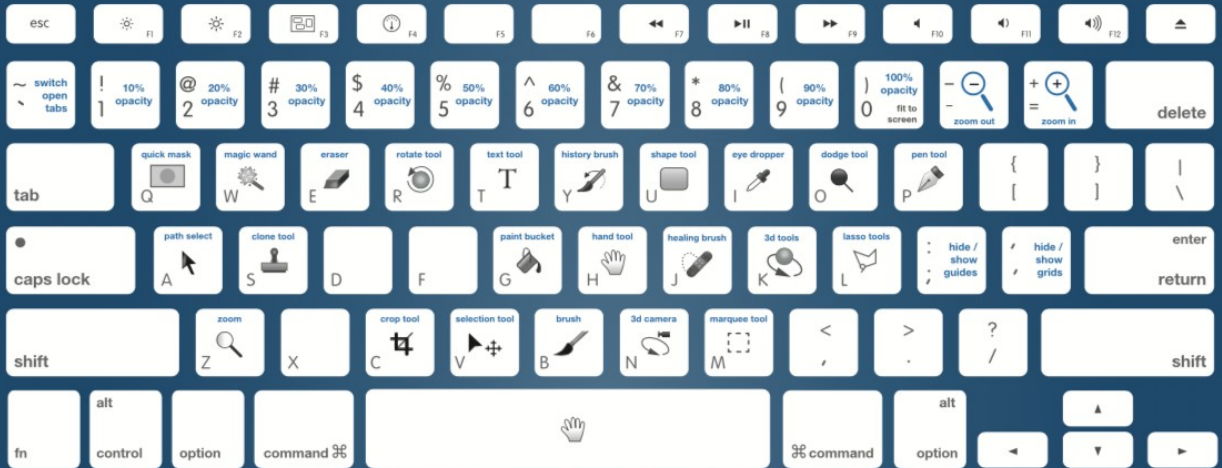 esc F1 F2 F3 F4 F5 F6 F7 F8 F9 F10 F11 F12
~ ` switch open tabs
! 1 10% opacity
@ 2 20% opacity
# 3 30% opacity
$ 4 40% opacity
% 5 50% opacity
^ 6 60% opacity
& 7 70% opacity
* 8 80% opacity
( 9 90% opacity
) 0 100% opacity fit to screen
- - zoom out
+ = zoom in
delete
tab
quick mask Q
magic wand W
eraser E
rotate tool R
text tool T T
history brush Y
shape tool U
eye dropper I
dodge tool O
pen tool P
{ [
} ]
| \
caps lock
path select A
clone tool S
D
F
paint bucket G
hand tool H
healing brush J
3d tools K
lasso tools L
: ; hide / show guides
′ ′ hide / show grids
enter return
shift
zoom Z
X
crop tool C
selection tool V
brush B
3d camera N
marquee tool M
< ,
> .
? /
shift
fn
alt control
option
command ⌘
⌘ command
alt option